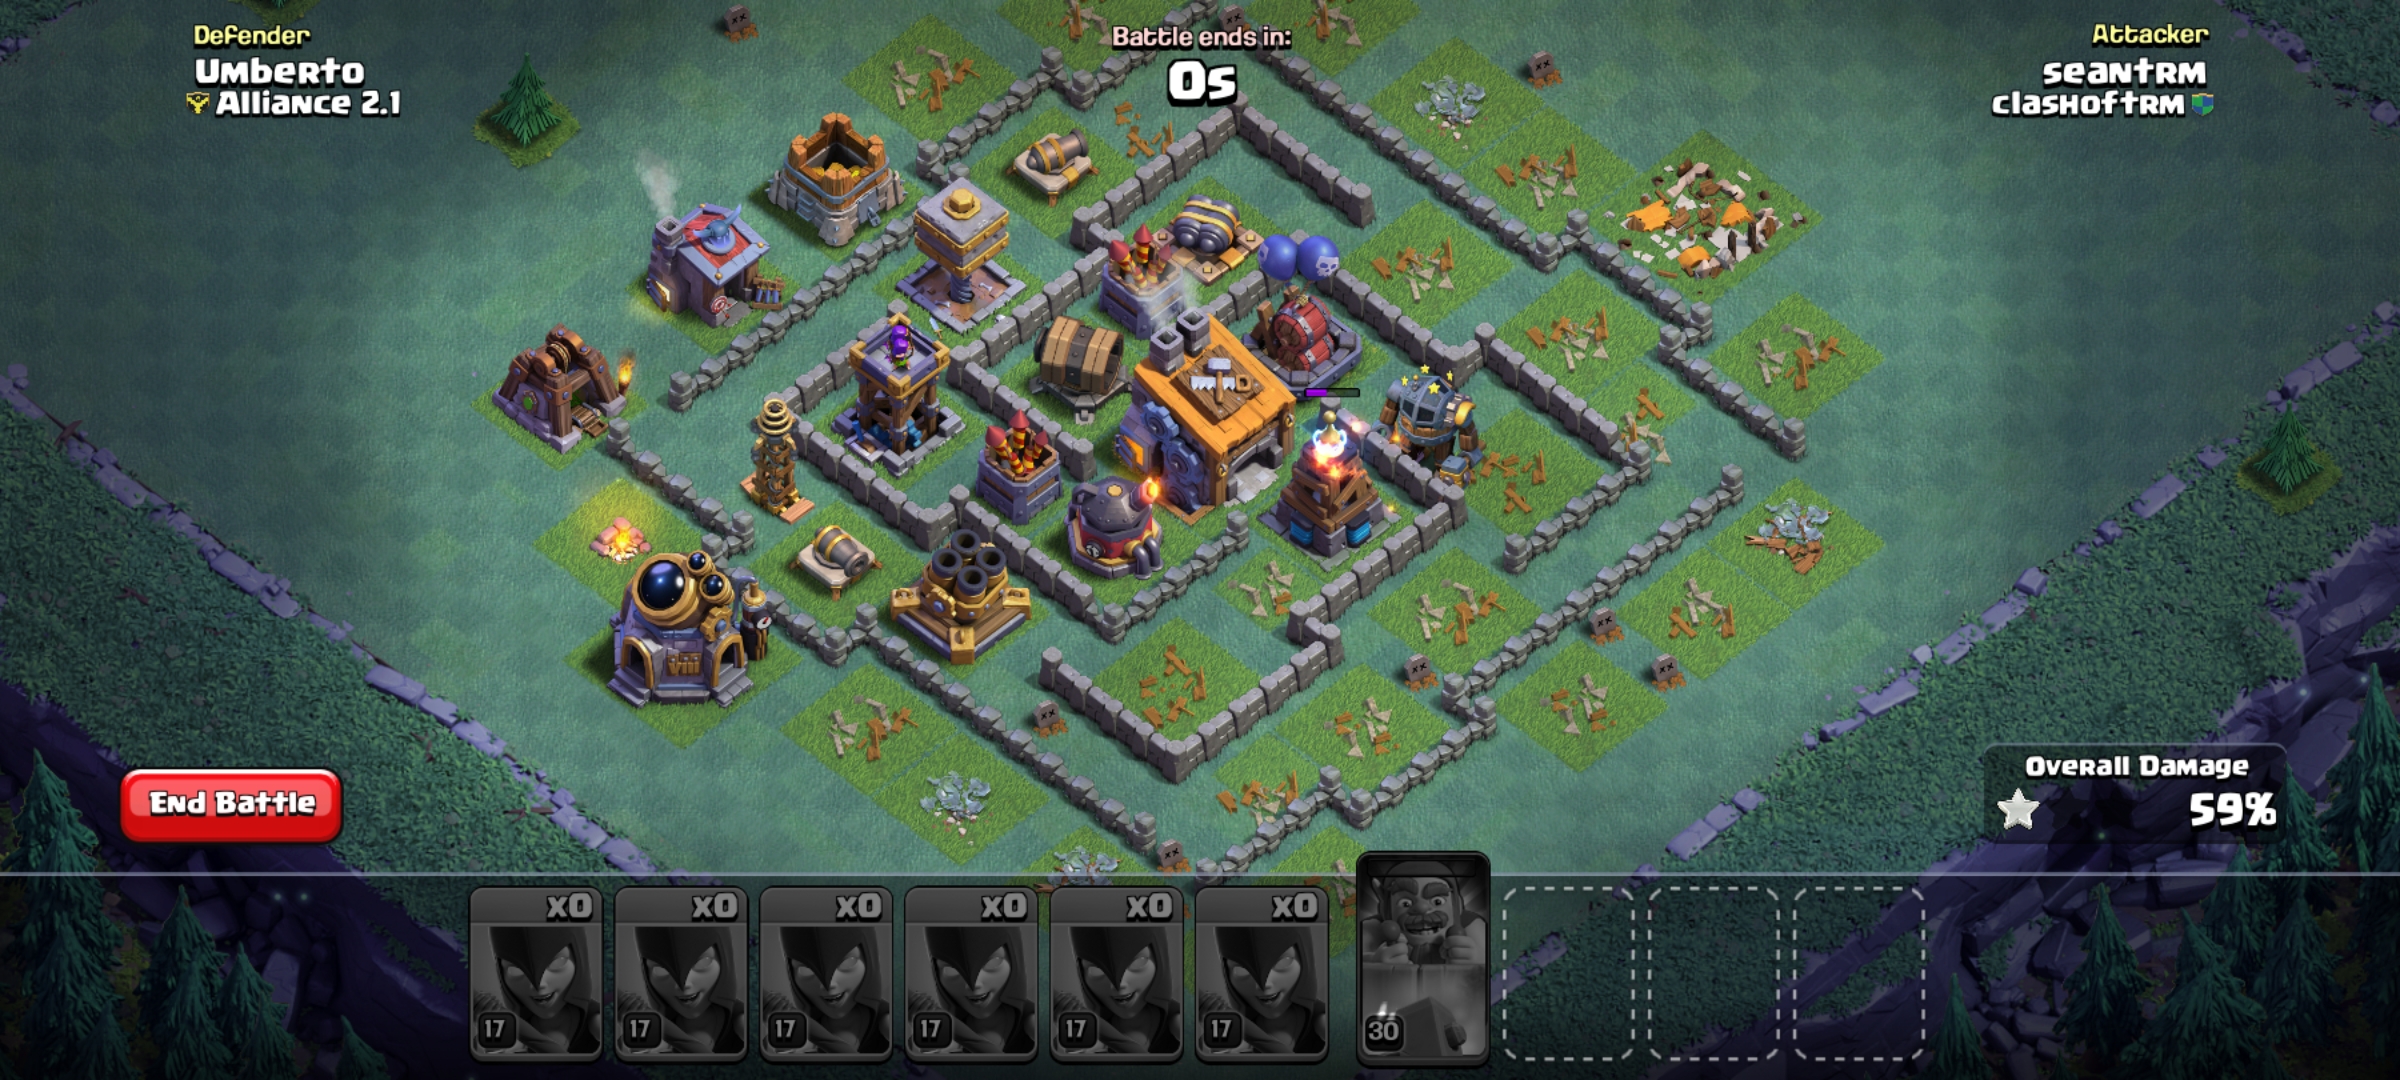 Defender
Umberto
Alliance 2.1
Battle ends in:
0s
Attacker
seantRM
clashoftRM
VIII
End Battle
Overall Damage
59%
x0
x0
x0
x0
x0
x0
17
17
17
17
17
17
30